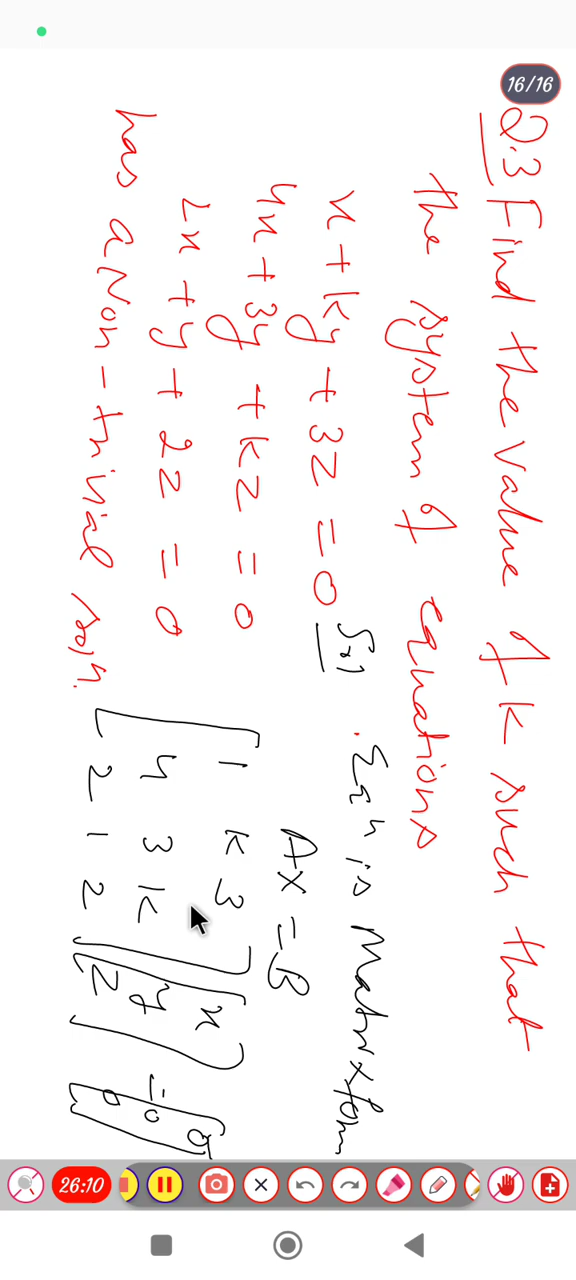 16/16
Q.3 Find the value of k such that
the system of equations
x + ky + 3z = 0
4x + 3y + kz = 0
2x + y + 2z = 0
has a Non-trivial soln.
Sol
Eqn in Matrix form
AX = B
[1 k 3
4 3 k
2 1 2] [x
y
z] = [0
0
0]
26:10